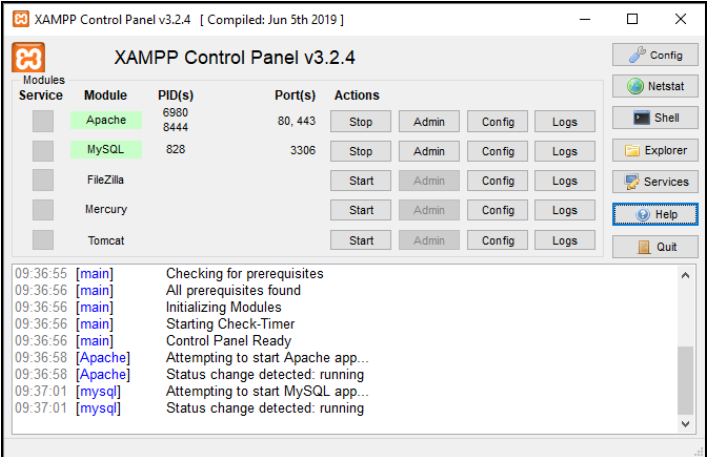 XAMPP Control Panel v3.2.4 [ Compiled: Jun 5th 2019 ]
XAMPP Control Panel v3.2.4
Config
Modules
Service Module PID(s) Port(s) Actions
Netstat
Apache 6980 8444 80, 443 Stop Admin Config Logs
Shell
MySQL 828 3306 Stop Admin Config Logs
Explorer
FileZilla Start Admin Config Logs
Services
Mercury Start Admin Config Logs
Help
Tomcat Start Admin Config Logs
Quit
09:36:55 [main] Checking for prerequisites
09:36:56 [main] All prerequisites found
09:36:56 [main] Initializing Modules
09:36:56 [main] Starting Check-Timer
09:36:56 [main] Control Panel Ready
09:36:58 [Apache] Attempting to start Apache app...
09:36:58 [Apache] Status change detected: running
09:37:01 [mysql] Attempting to start MySQL app...
09:37:01 [mysql] Status change detected: running